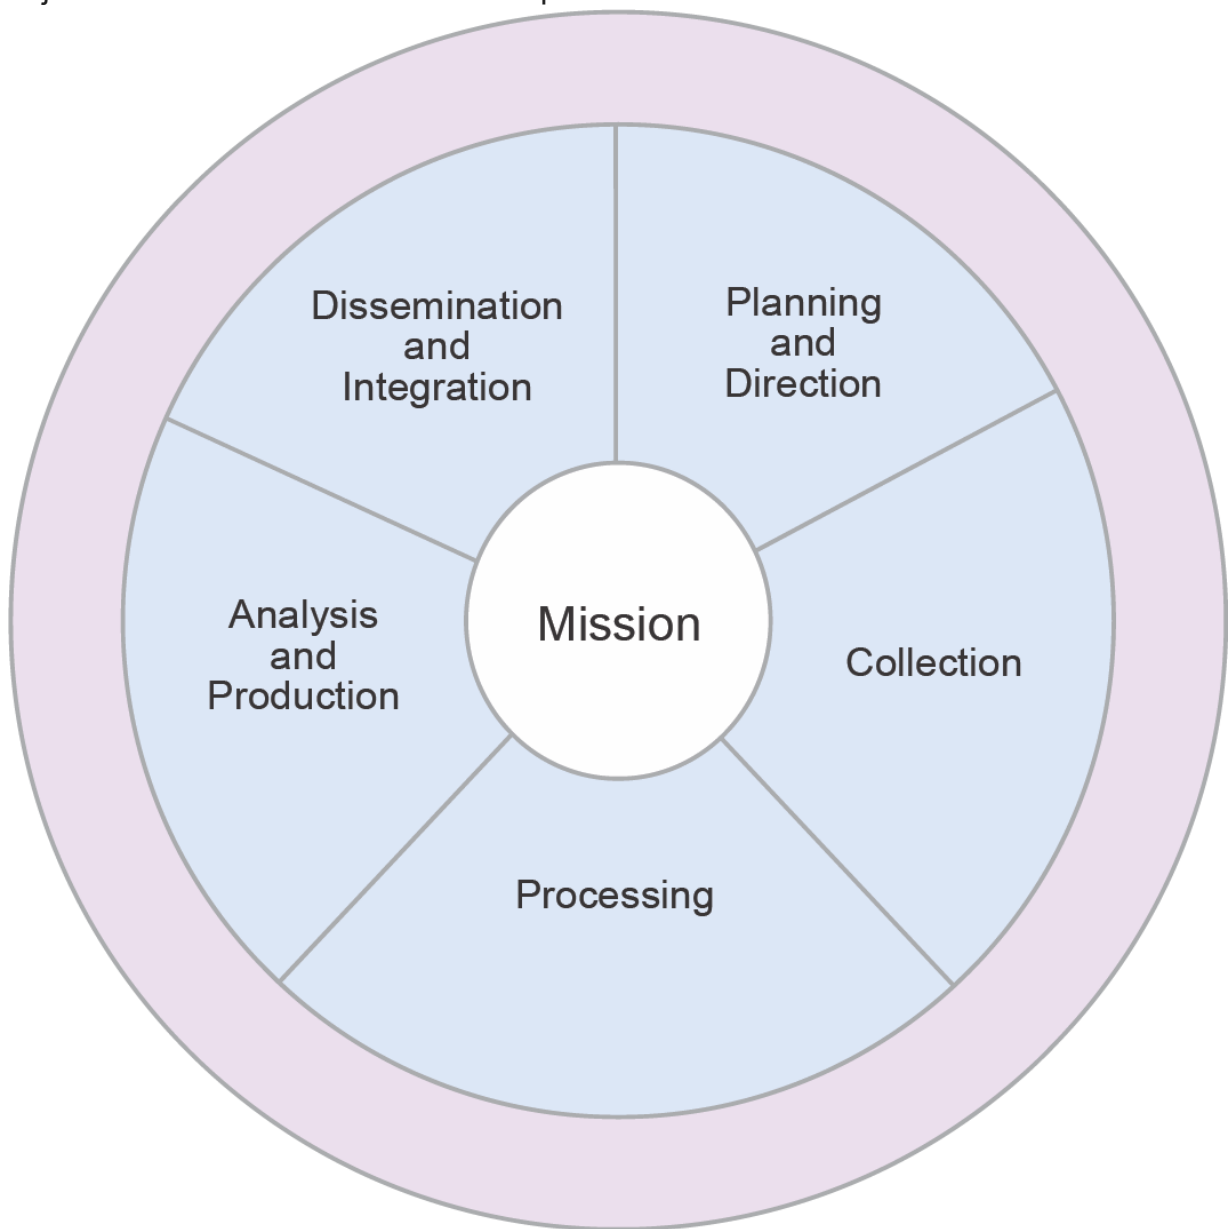 Planning
and
Direction
Collection
Processing
Analysis
and
Production
Dissemination
and
Integration
Mission